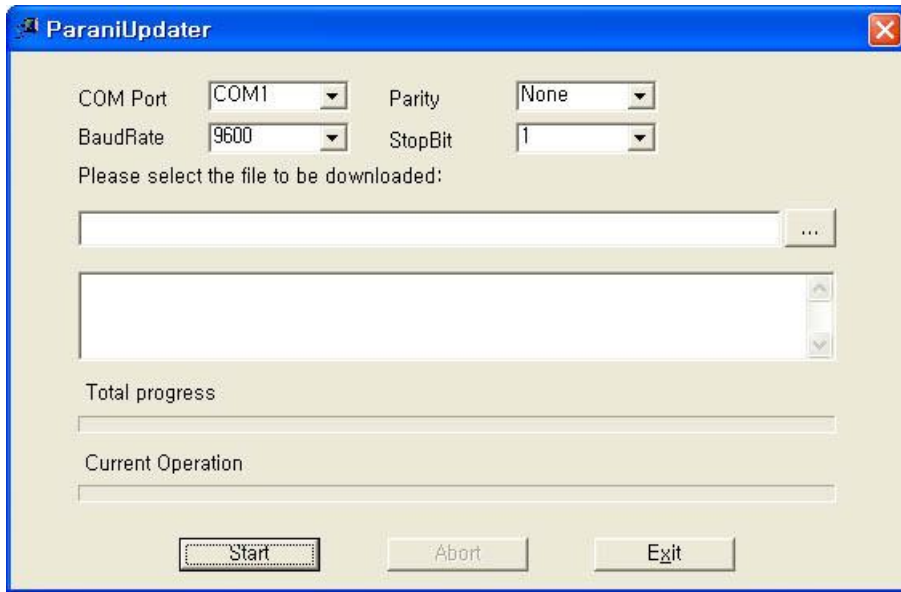 ParaniUpdater
COM Port COM1 Parity None
BaudRate 9600 StopBit 1
Please select the file to be downloaded:
...
Total progress
Current Operation
Start Abort Exit